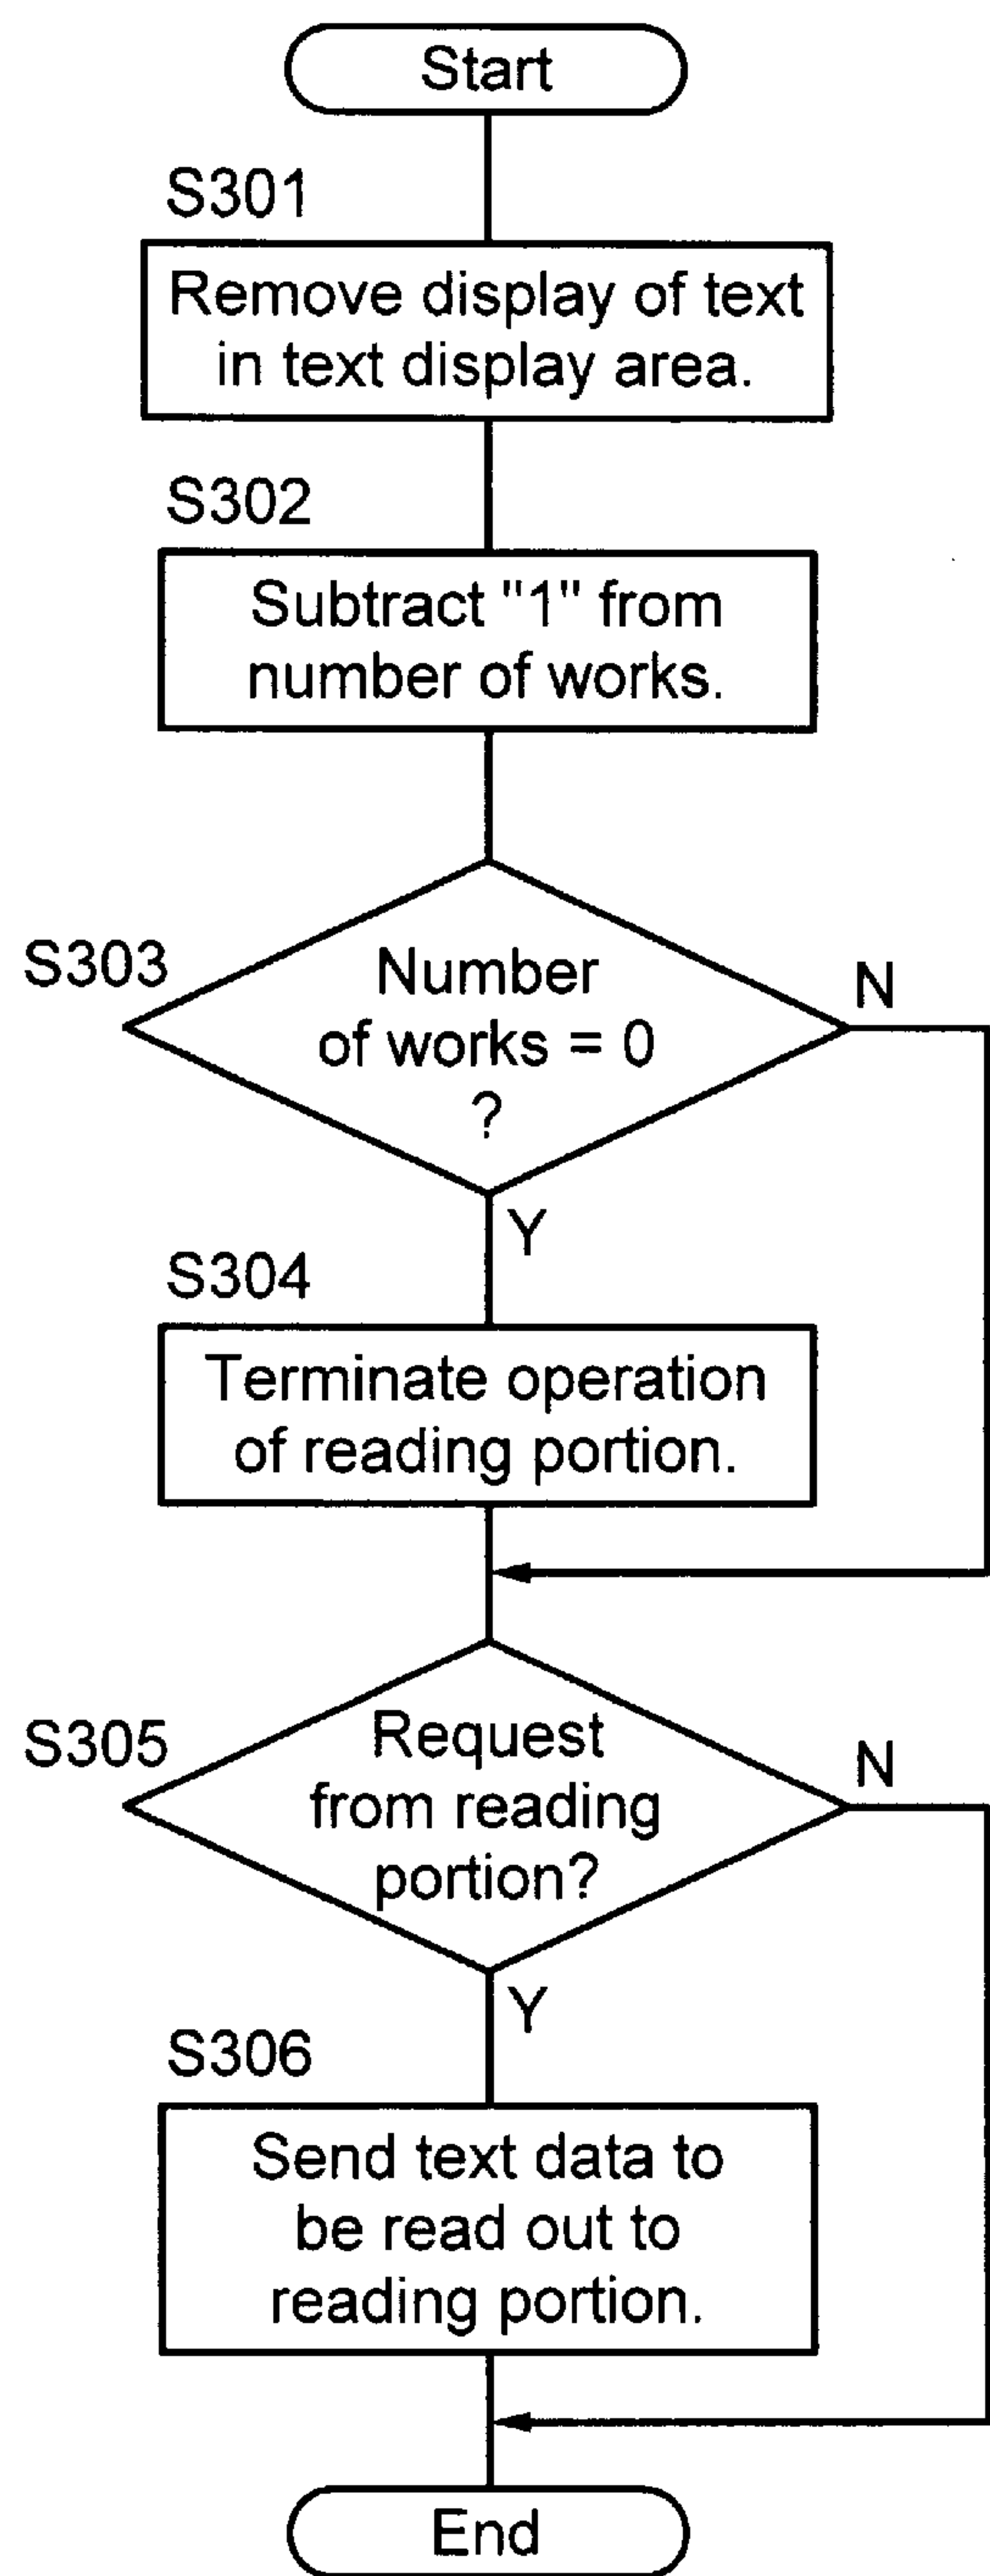 Start
S301
Remove display of text
in text display area.
S302
Subtract "1" from
number of works.
S303
Number
of works = 0
?
N
Y
S304
Terminate operation
of reading portion.
S305
Request
from reading
portion?
N
Y
S306
Send text data to
be read out to
reading portion.
End